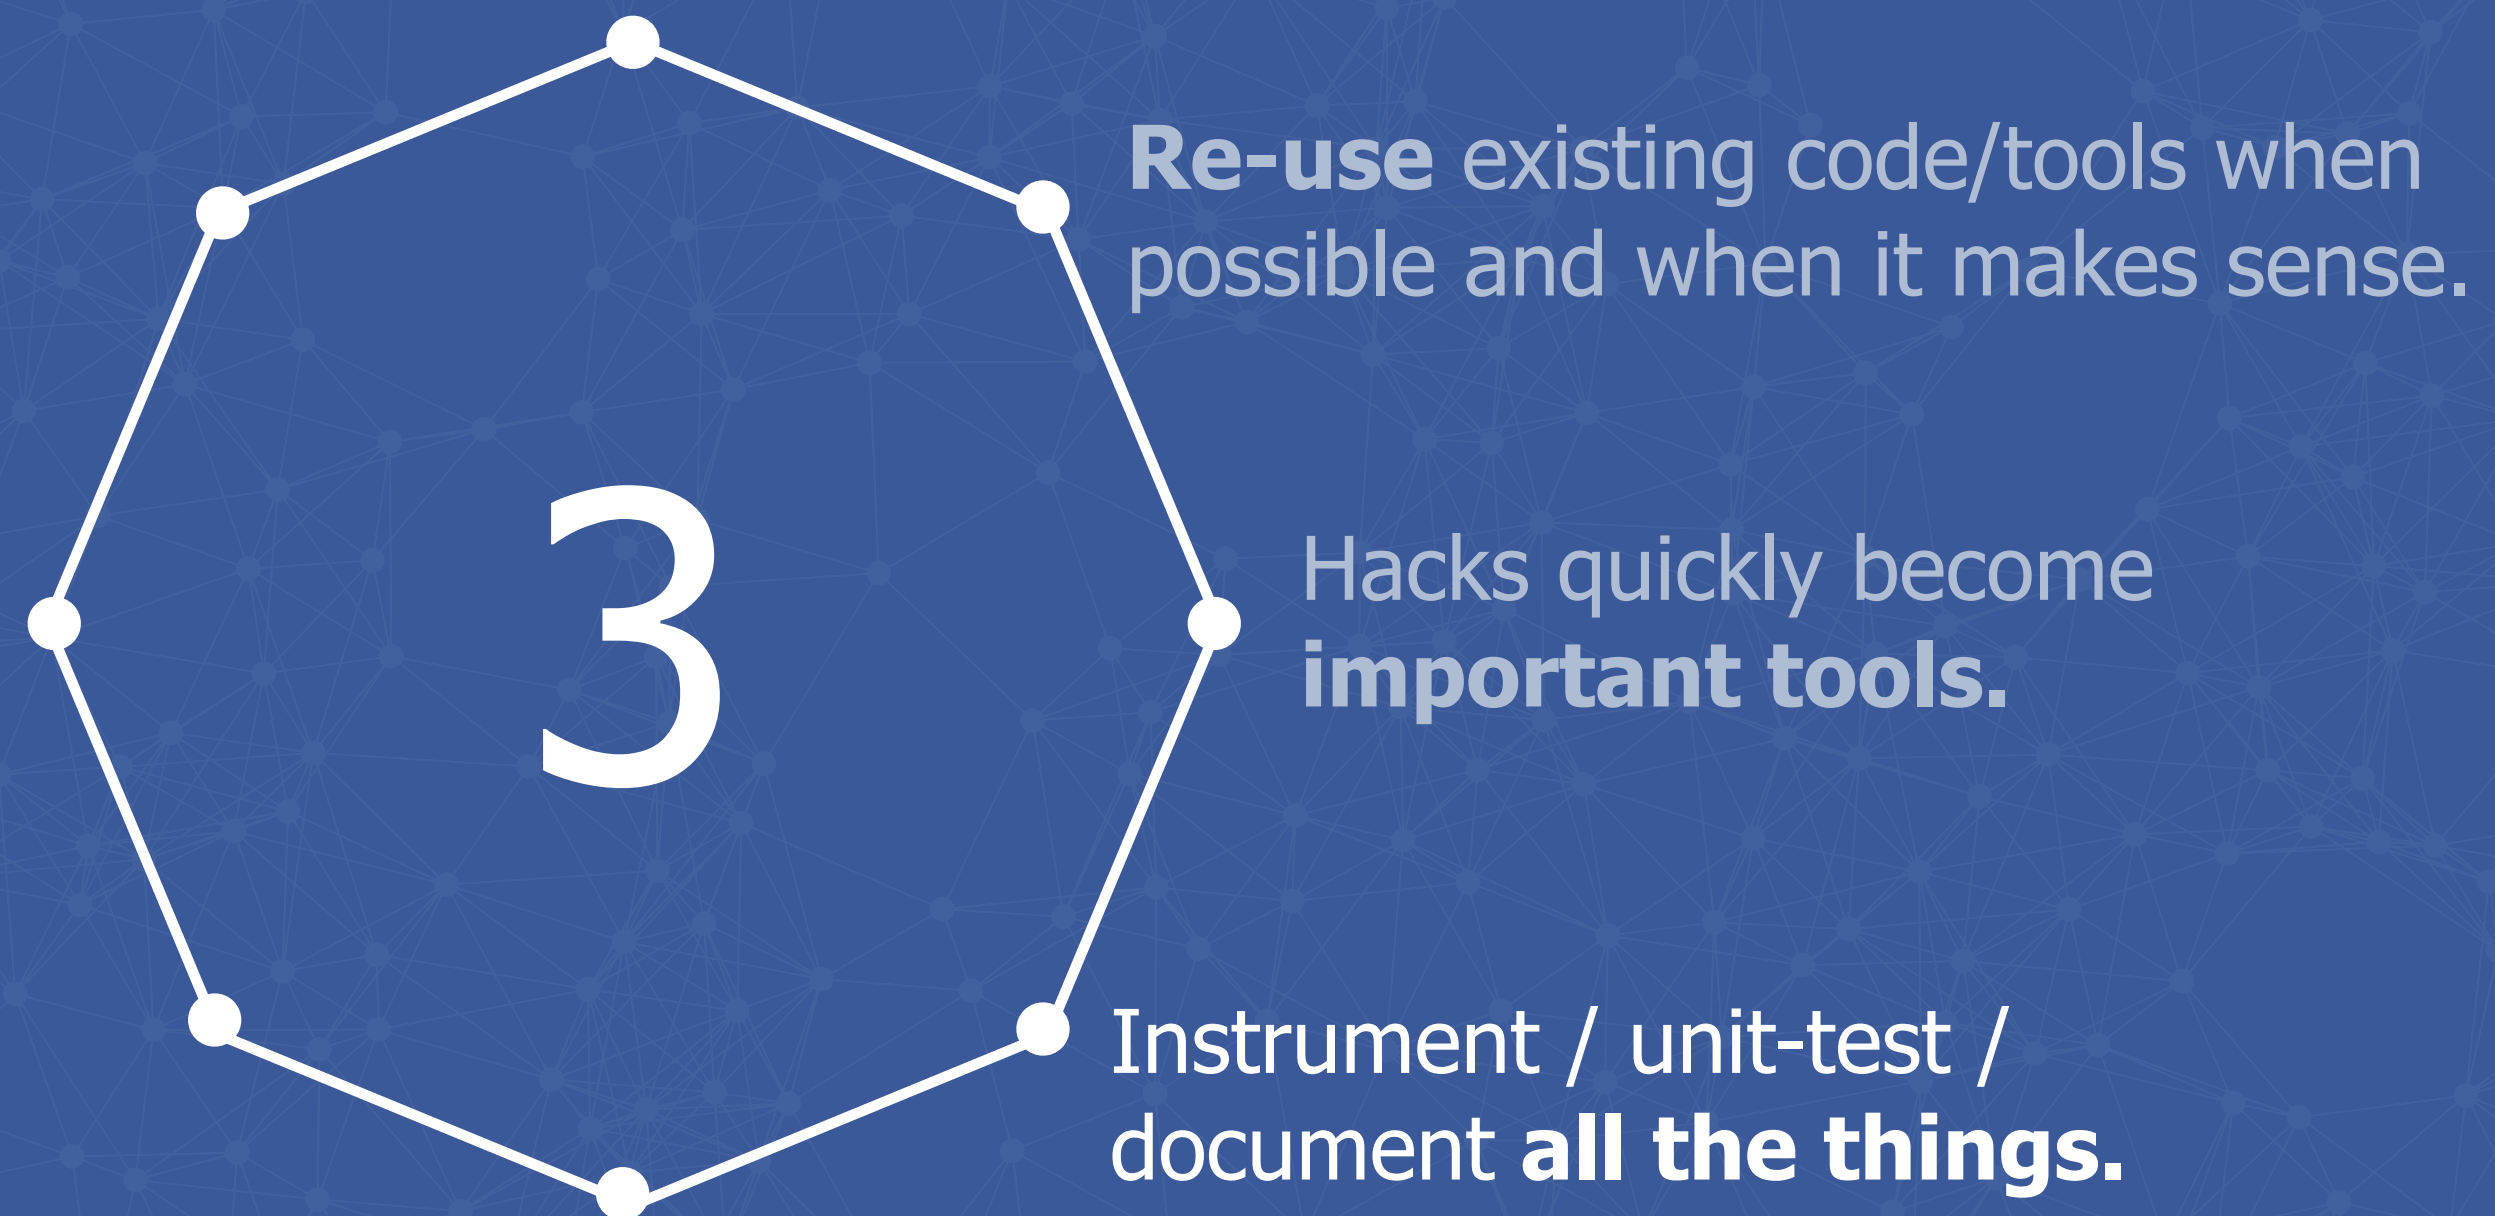 Re-use existing code/tools when
possible and when it makes sense.
3
Hacks quickly become
important tools.
Instrument / unit-test /
document all the things.